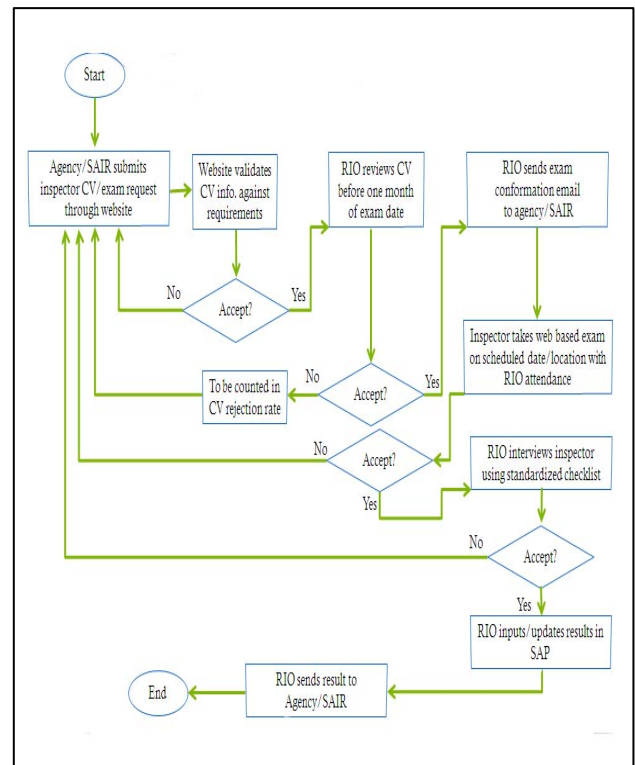 Start
Agency/SAIR submits
inspector CV/exam request
through website
Website validates
CV info. against
requirements
RIO reviews CV
before one month
of exam date
RIO sends exam
conformation email
to agency/SAIR
No
Accept?
Yes
Inspector takes web based exam
on scheduled date/location with
RIO attendance
To be counted in
CV rejection rate
No
Accept?
Yes
No
Accept?
Yes
RIO interviews inspector
using standardized checklist
No
Accept?
Yes
RIO inputs/updates results in
SAP
RIO sends result to
Agency/SAIR
End